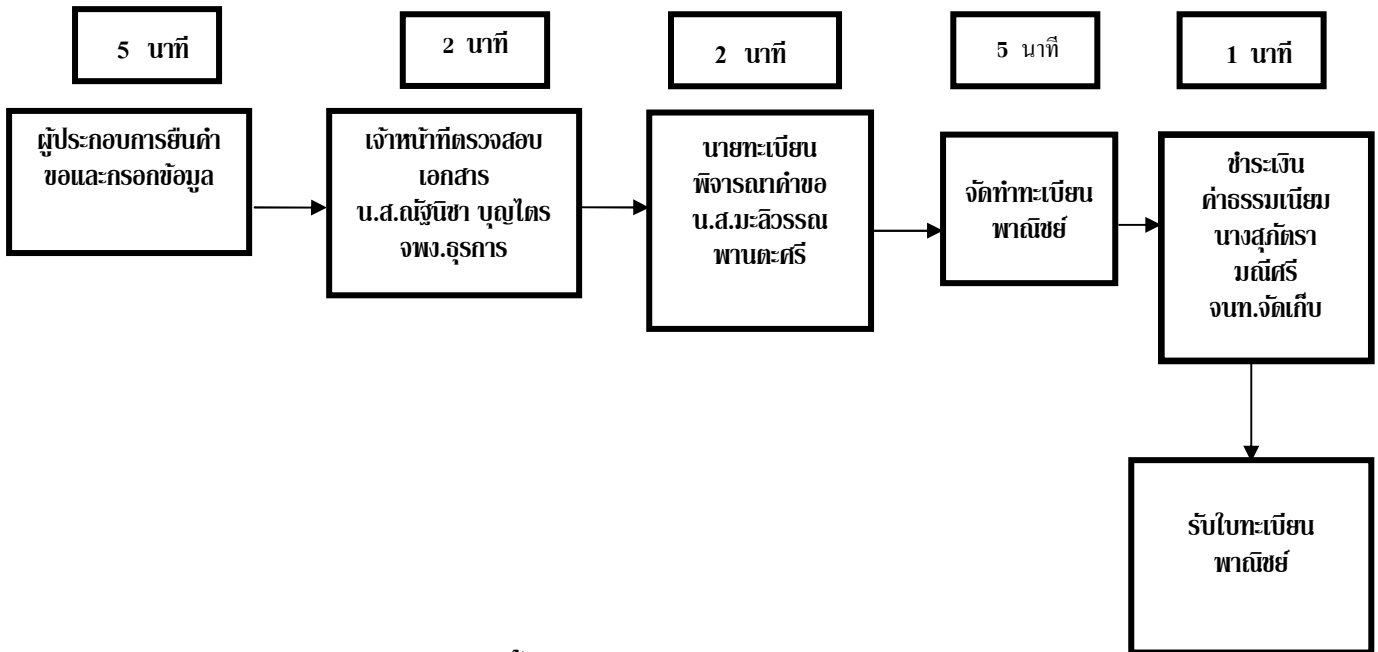 5 นาที
2 นาที
2 นาที
5 นาที
1 นาที
ผู้ประกอบการยืนคำ
ขอและกรอกข้อมูล
เจ้าหน้าที่ตรวจสอบ
เอกสาร
น.ส.ณัฐนิชา บุญไตร
จพง.ธุรการ
นายทะเบียน
พิจารณาคำขอ
น.ส.มะลิวรรณ
พานตะศรี
จัดทำทะเบียน
พาณิชย์
ชำระเงิน
ค่าธรรมเนียม
นางสุภัตรา
มณีศรี
จนท.จัดเก็บ
รับใบทะเบียน
พาณิชย์